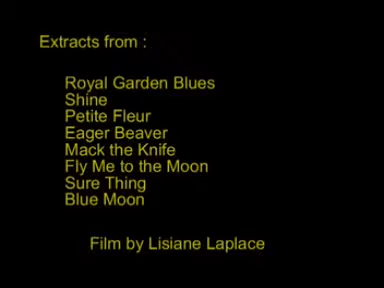 Extracts from :
Royal Garden Blues
Shine
Petite Fleur
Eager Beaver
Mack the Knife
Fly Me to the Moon
Sure Thing
Blue Moon
Film by Lisiane Laplace